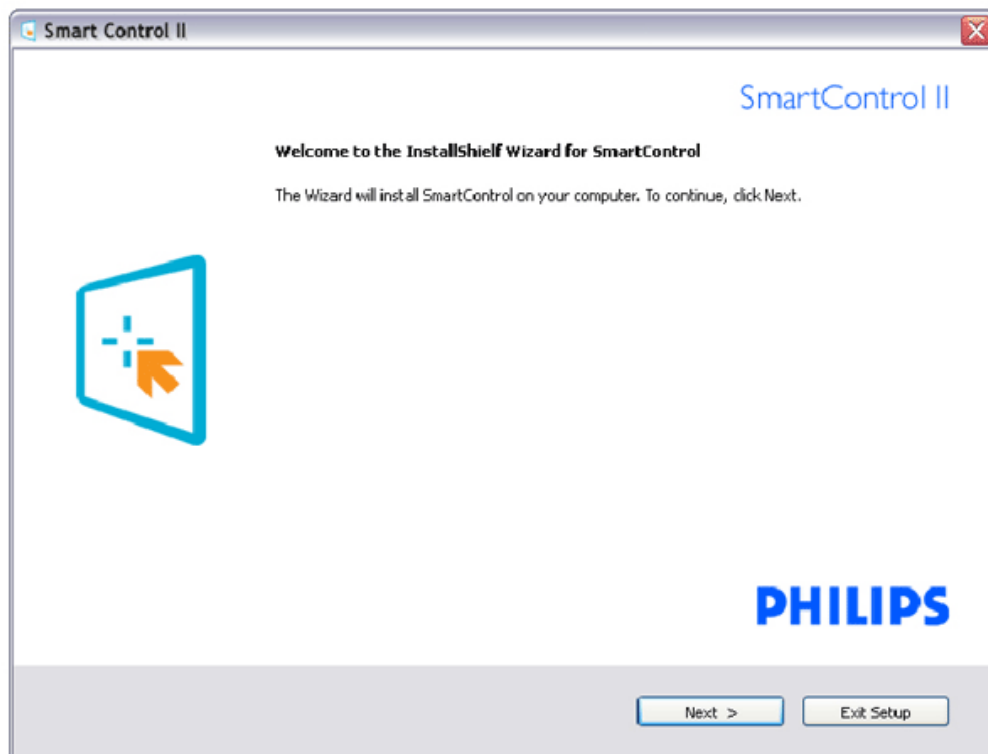 Smart Control II
SmartControl II
Welcome to the InstallShielf Wizard for SmartControl
The Wizard will install SmartControl on your computer. To continue, click Next.
PHILIPS
Next >
Exit Setup